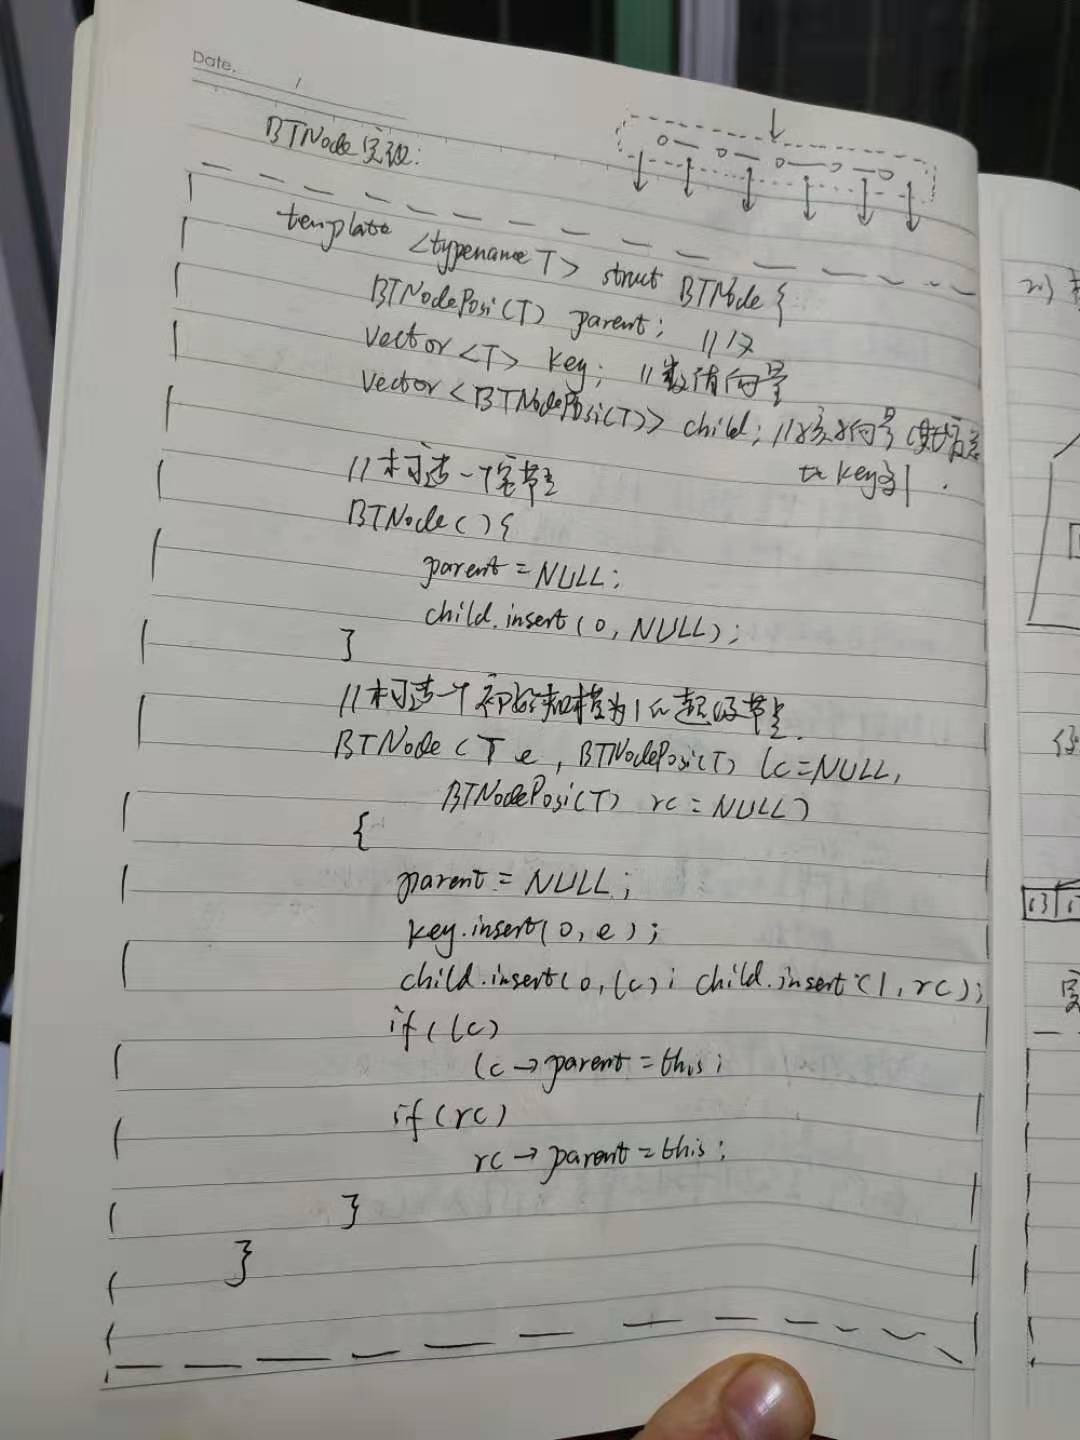 Date.
BTNode实现:
template <typename T> struct BTNode {
BTNodePosi(T) parent; //父
Vector<T> key; //数值向量
Vector<BTNodePosi(T)> child; //孩子向量 (其长总
比key多1.
//构造一个空节点
BTNode(){
parent = NULL;
child.insert(0, NULL);
}
//构造一个初始规模为1的超级节点.
BTNode(T e, BTNodePosi(T) lc=NULL,
BTNodePosi(T) rc = NULL)
{
parent = NULL;
key.insert(0, e);
child.insert(0, lc); child.insert(1, rc);
if(lc)
lc→parent = this;
if(rc)
rc→parent = this;
}
}